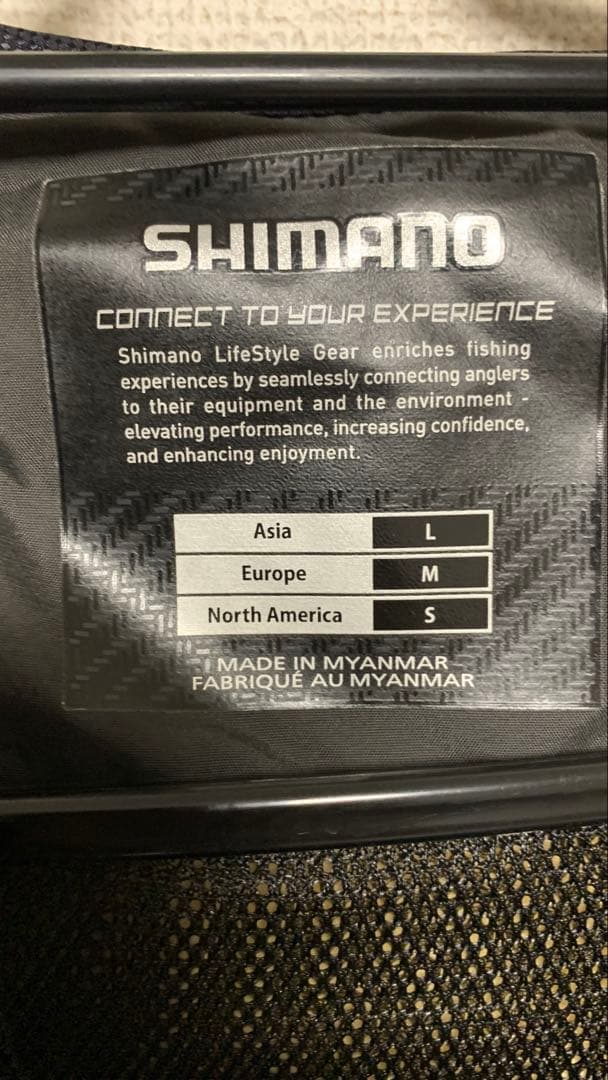 SHIMANO
CONNECT TO YOUR EXPERIENCE
Shimano LifeStyle Gear enriches fishing
experiences by seamlessly connecting anglers
to their equipment and the environment -
elevating performance, increasing confidence,
and enhancing enjoyment.
Asia L
Europe M
North America S
MADE IN MYANMAR
FABRIQUÉ AU MYANMAR